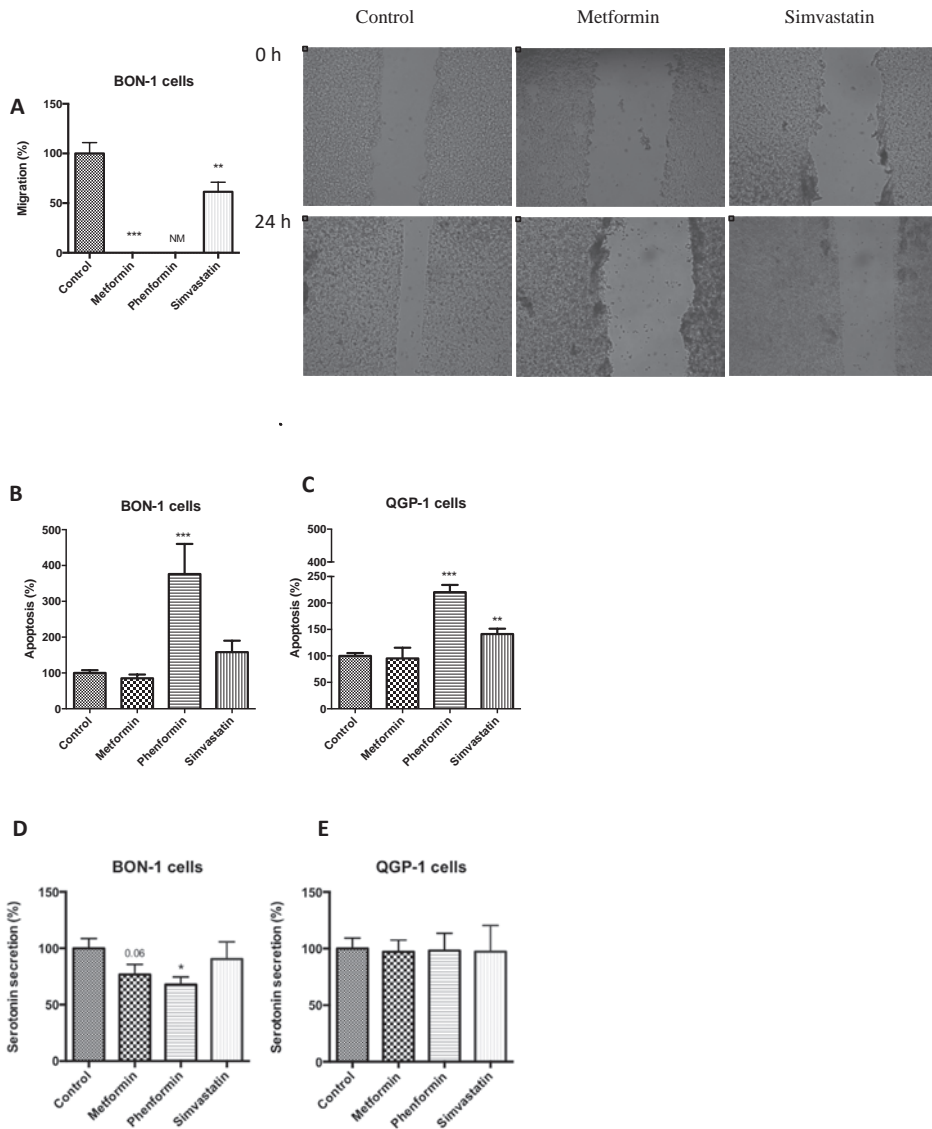 Control Metformin Simvastatin
0 h
24 h
A
BON-1 cells
Migration (%)
150
100
50
0
***
NM
**
Control
Metformin
Phenformin
Simvastatin
.
B
BON-1 cells
Apoptosis (%)
500
400
300
200
100
0
***
Control
Metformin
Phenformin
Simvastatin
C
QGP-1 cells
Apoptosis (%)
500
400
250
200
150
100
50
0
***
**
Control
Metformin
Phenformin
Simvastatin
D
BON-1 cells
Serotonin secretion (%)
150
100
50
0
0.06
*
Control
Metformin
Phenformin
Simvastatin
E
QGP-1 cells
Serotonin secretion (%)
150
100
50
0
Control
Metformin
Phenformin
Simvastatin